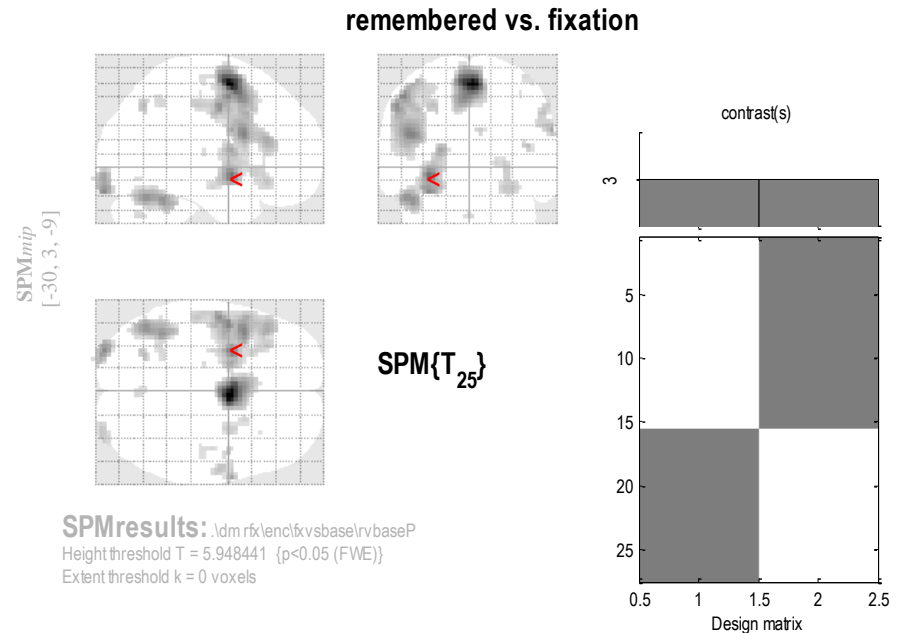 remembered vs. fixation
contrast(s)
3
SPMmip
[-30, 3, -9]
<
<
<
SPM{T25}
5
10
15
20
25
0.5 1 1.5 2 2.5
Design matrix
SPMresults: .\dm rfx\enc\fxvsbase\rvbaseP
Height threshold T = 5.948441 {p<0.05 (FWE)}
Extent threshold k = 0 voxels